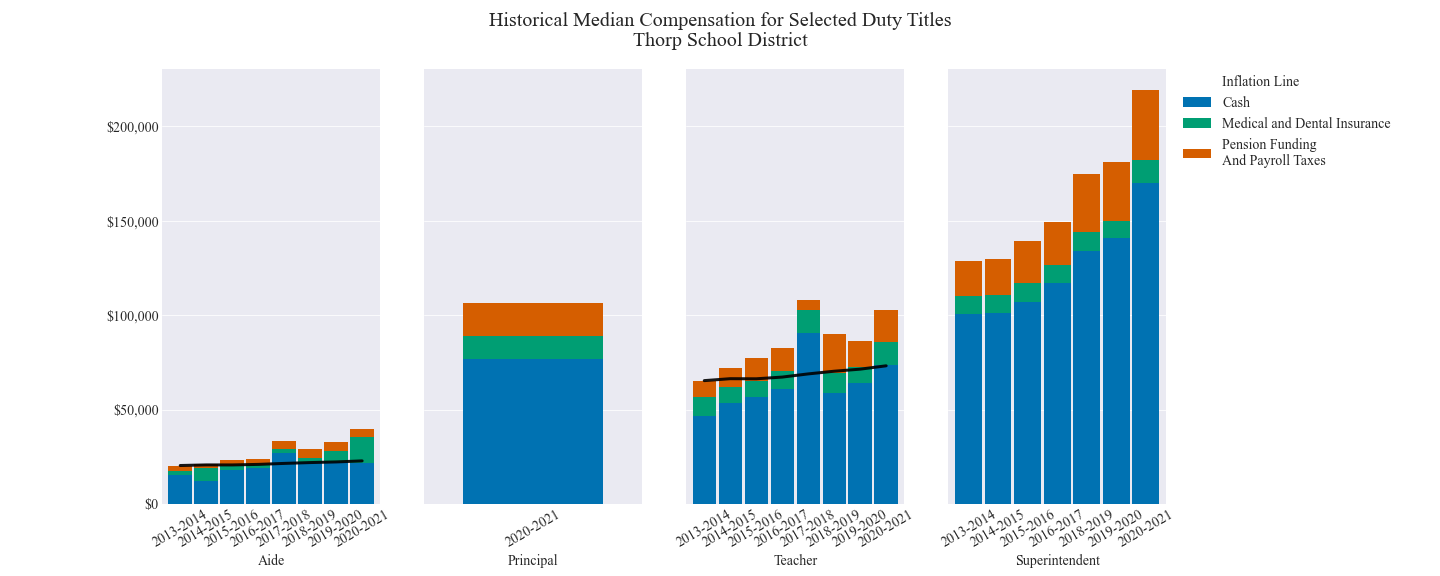 Historical Median Compensation for Selected Duty Titles
Thorp School District
Inflation Line
Cash
Medical and Dental Insurance
Pension Funding
And Payroll Taxes
$200,000
$150,000
$100,000
$50,000
$0
2013-2014
2014-2015
2015-2016
2016-2017
2017-2018
2018-2019
2019-2020
2020-2021
Aide
2020-2021
Principal
2013-2014
2014-2015
2015-2016
2016-2017
2017-2018
2018-2019
2019-2020
2020-2021
Teacher
2013-2014
2014-2015
2015-2016
2016-2017
2018-2019
2019-2020
2020-2021
Superintendent